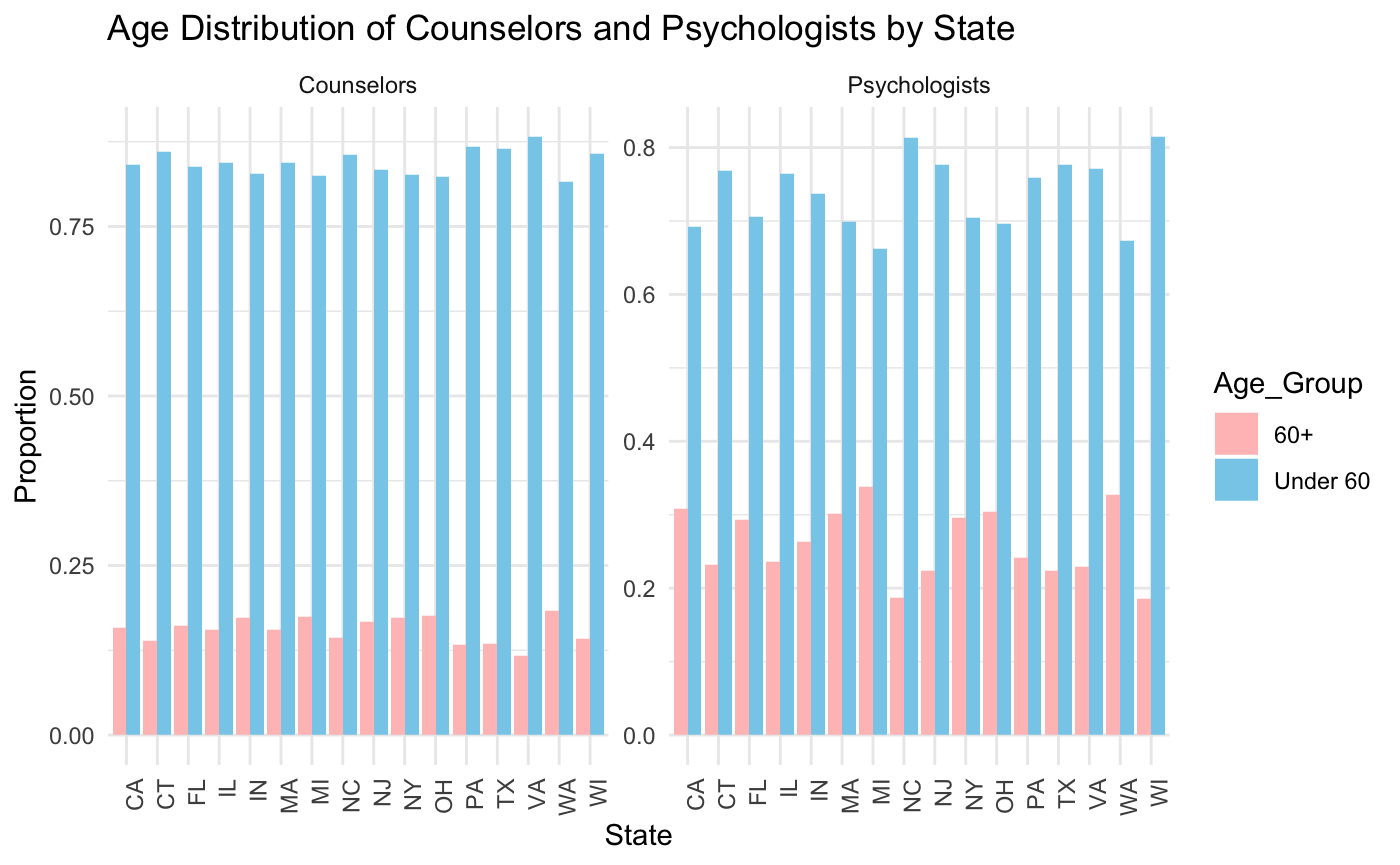 Age Distribution of Counselors and Psychologists by State
Counselors
Psychologists
Proportion
0.75
0.50
0.25
0.00
0.8
0.6
0.4
0.2
0.0
CA CT FL IL IN MA MI NC NJ NY OH PA TX VA WA WI
CA CT FL IL IN MA MI NC NJ NY OH PA TX VA WA WI
State
Age_Group
60+
Under 60